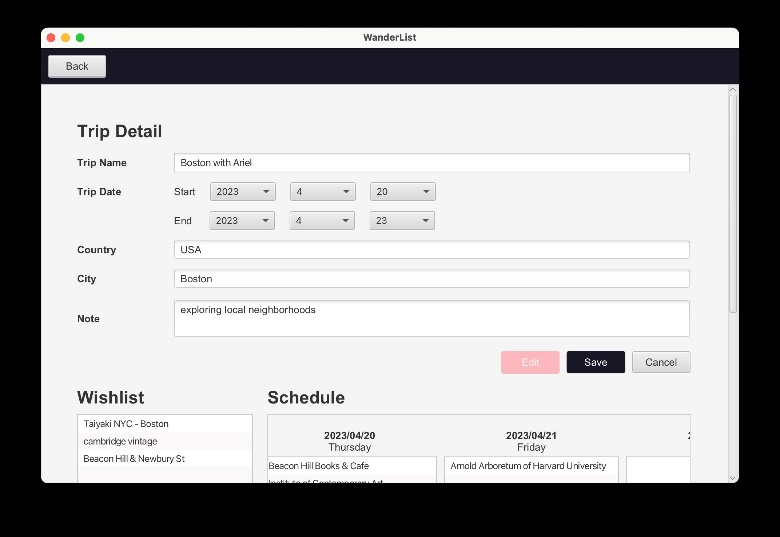 WanderList
Back
Trip Detail
Trip Name Boston with Ariel
Trip Date Start 2023 4 20
End 2023 4 23
Country USA
City Boston
Note exploring local neighborhoods
Edit Save Cancel
Wishlist Schedule
Taiyaki NYC - Boston
cambridge vintage
Beacon Hill & Newbury St
2023/04/20 2023/04/21
Thursday Friday
Beacon Hill Books & Cafe Arnold Arboretum of Harvard University
Institute of Contemporary Art